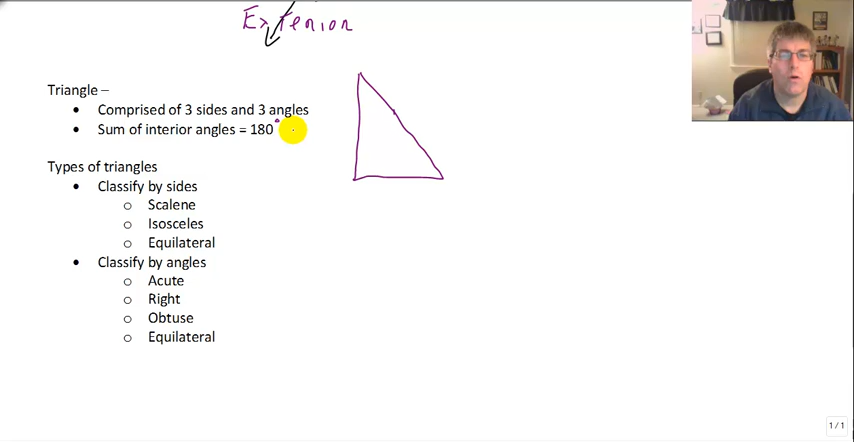 Extenion
Triangle –
• Comprised of 3 sides and 3 angles
• Sum of interior angles = 180°
Types of triangles
• Classify by sides
o Scalene
o Isosceles
o Equilateral
• Classify by angles
o Acute
o Right
o Obtuse
o Equilateral
1 / 1